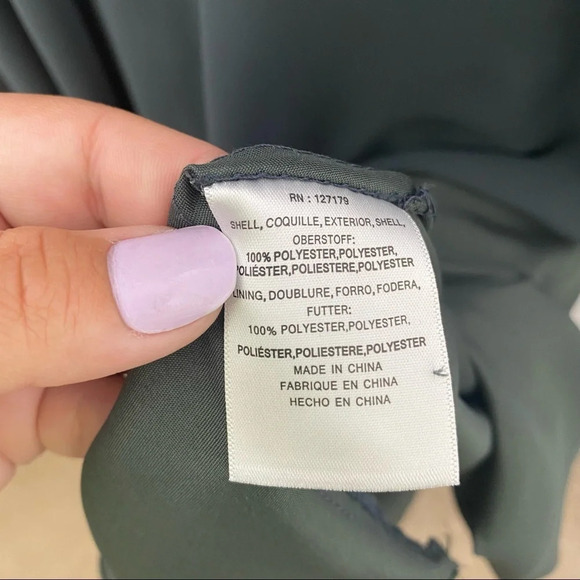 RN : 127179
SHELL, COQUILLE, EXTERIOR, SHELL,
OBERSTOFF:
100% POLYESTER,POLYESTER,
POLIÉSTER,POLIESTERE,POLYESTER
LINING, DOUBLURE, FORRO, FODERA,
FUTTER:
100% POLYESTER,POLYESTER,
POLIÉSTER,POLIESTERE,POLYESTER
MADE IN CHINA
FABRIQUE EN CHINA
HECHO EN CHINA